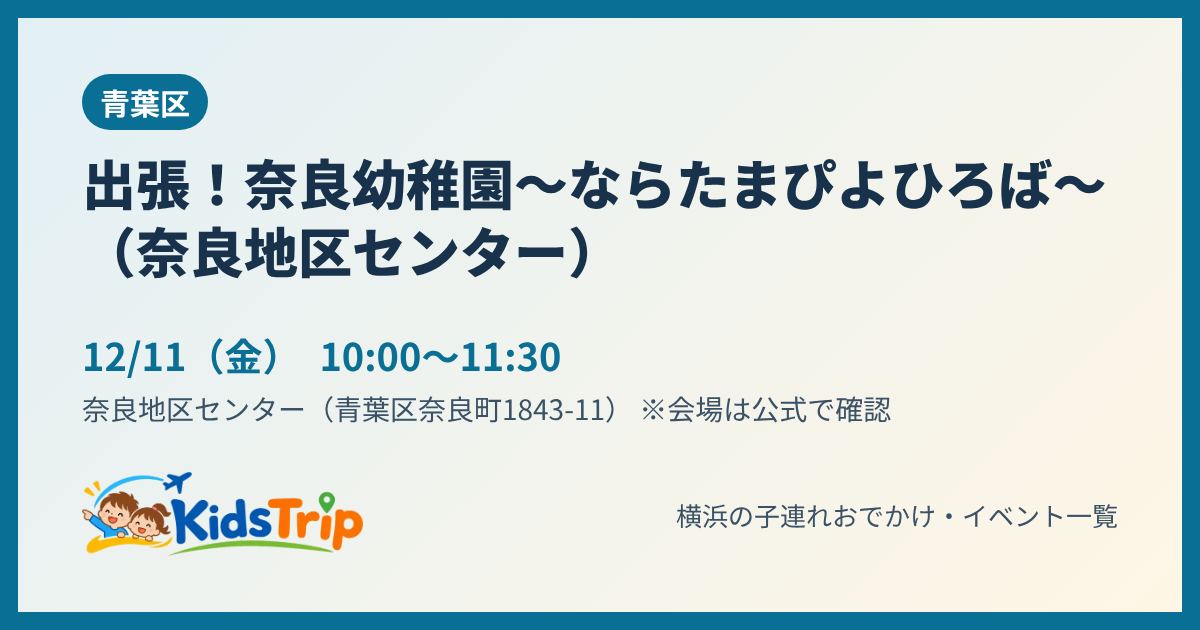 青葉区
出張！奈良幼稚園～ならたまぴよひろば～
（奈良地区センター）
12/11（金） 10:00～11:30
奈良地区センター（青葉区奈良町1843-11） ※会場は公式で確認
KidsTrip
横浜の子連れおでかけ・イベント一覧